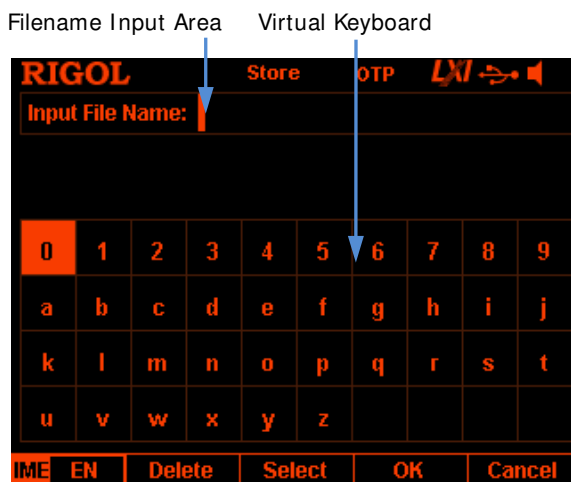 Filename Input Area Virtual Keyboard
RIGOL Store OTP LXI
Input File Name:
0 1 2 3 4 5 6 7 8 9
a b c d e f g h i j
k l m n o p q r s t
u v w x y z
IME EN Delete Select OK Cancel